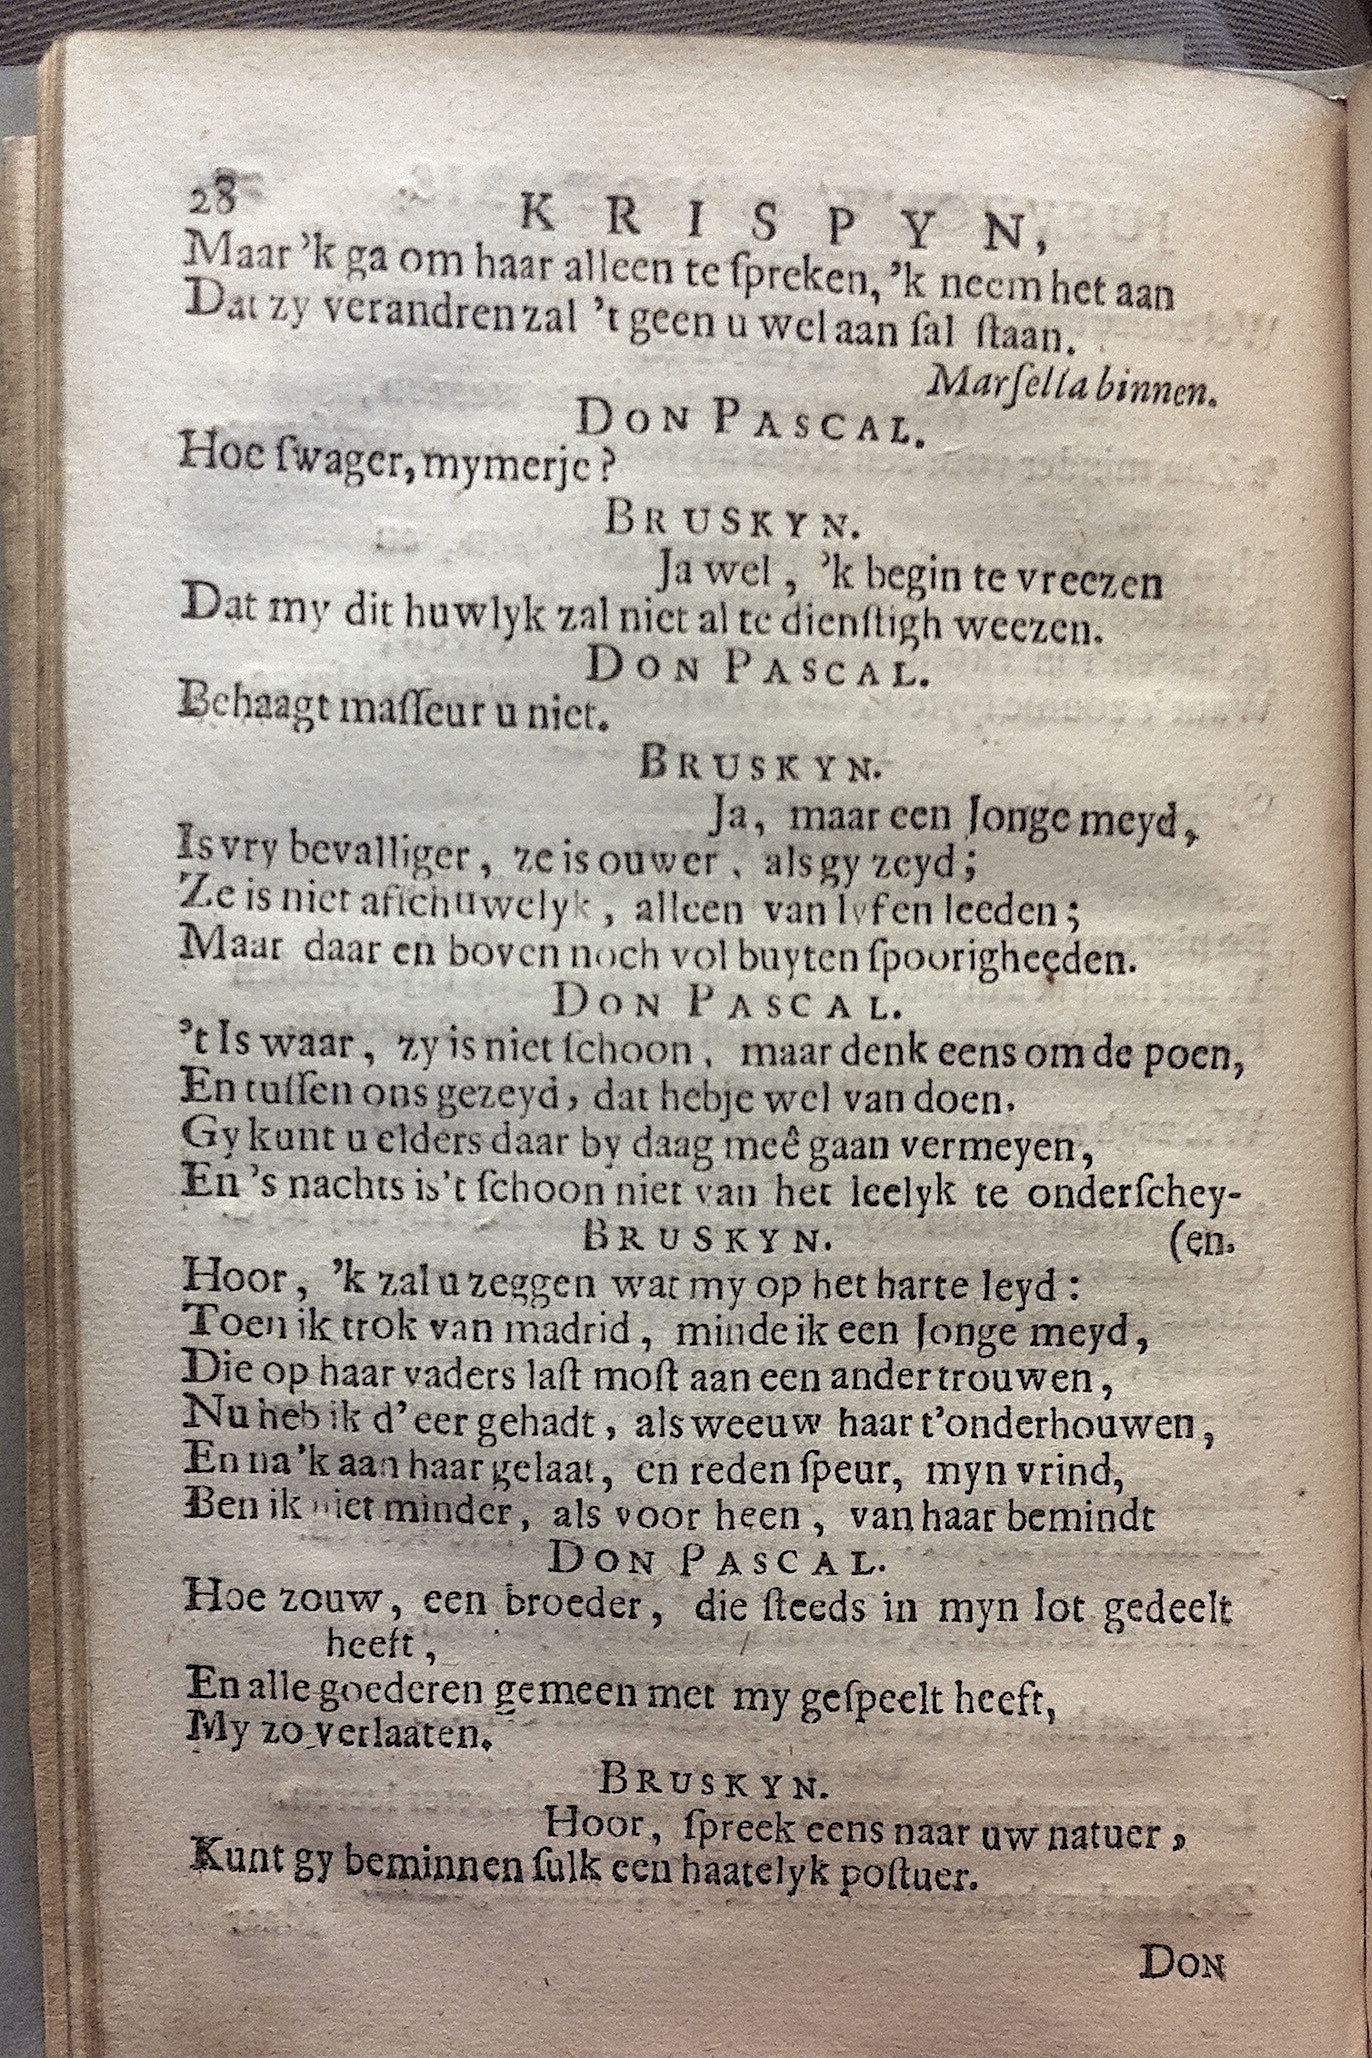 28 KRISPYN,
Maar 'k ga om haar alleen te ſpreken, 'k neem het aan
Dat zy verandren zal 't geen u wel aan ſal ſtaan.
Marſelia binnen.
DON PASCAL.
Hoe ſwager, mymerje?
BRUSKYN.
Ja wel, 'k begin te vreezen
Dat my dit huwlyk zal niet al te dienſtigh weezen.
DON PASCAL.
Behaagt maſſeur u niet.
BRUSKYN.
Ja, maar een Jonge meyd,
Is vry bevalliger, ze is ouwer, als gy zeyd;
Ze is niet afſchuwelyk, alleen van lyf en leeden;
Maar daar en boven noch vol buyten ſpoorigheeden.
DON PASCAL.
't Is waar, zy is niet ſchoon, maar denk eens om de poen,
En tuſſen ons gezeyd, dat hebje wel van doen.
Gy kunt u elders daar by daag meê gaan vermeyen,
En 's nachts is't ſchoon niet van het leelyk te onderſchey-
BRUSKYN. (en.
Hoor, 'k zal u zeggen wat my op het harte leyd:
Toen ik trok van madrid, minde ik een Jonge meyd,
Die op haar vaders laſt moſt aan een ander trouwen,
Nu heb ik d'eer gehadt, als weeuw haar t'onderhouwen,
En na 'k aan haar gelaat, en reden ſpeur, myn vrind,
Ben ik niet minder, als voor heen, van haar bemindt
DON PASCAL.
Hoe zouw, een broeder, die ſteeds in myn lot gedeelt
heeft,
En alle goederen gemeen met my geſpeelt heeft,
My zo verlaaten.
BRUSKYN.
Hoor, ſpreek eens naar uw natuer,
Kunt gy beminnen ſulk een haatelyk poſtuer.
DON